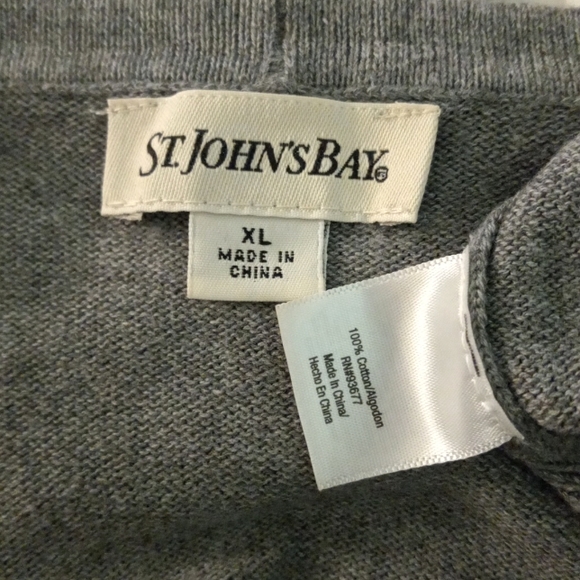 ST. JOHN'S BAY®
XL
MADE IN
CHINA
100% Cotton/Algodon
RN#93677
Made In China/
Hecho En China